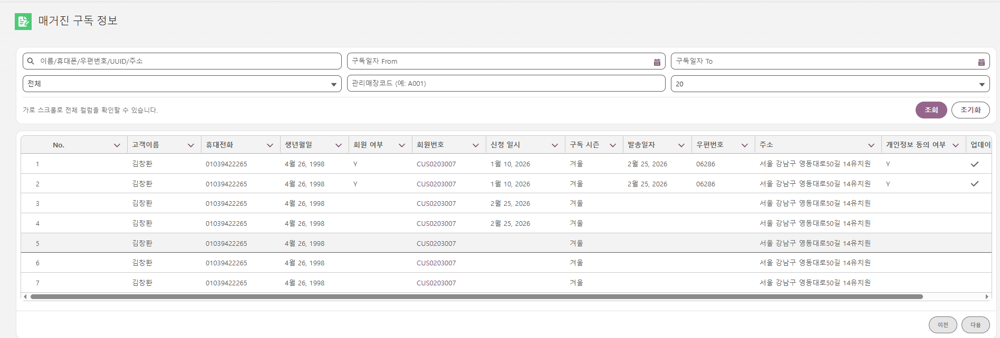 매거진 구독 정보
이름/휴대폰/우편번호/UUID/주소 구독일자 From 구독일자 To
전체 관리매장코드 (예: A001) 20
가로 스크롤로 전체 컬럼을 확인할 수 있습니다. 조회 초기화
No. 고객이름 휴대전화 생년월일 회원 여부 회원번호 신청 일시 구독 시즌 발송일자 우편번호 주소 개인정보 동의 여부 업데이
1 김창환 01039422265 4월 26, 1998 Y CUS0203007 1월 10, 2026 겨울 2월 25, 2026 06286 서울 강남구 영동대로50길 14유치원 Y
2 김창환 01039422265 4월 26, 1998 Y CUS0203007 1월 10, 2026 겨울 2월 25, 2026 06286 서울 강남구 영동대로50길 14유치원 Y
3 김창환 01039422265 4월 26, 1998 CUS0203007 2월 25, 2026 겨울 서울 강남구 영동대로50길 14유치원
4 김창환 01039422265 4월 26, 1998 CUS0203007 2월 25, 2026 겨울 서울 강남구 영동대로50길 14유치원
5 김창환 01039422265 4월 26, 1998 CUS0203007 겨울 서울 강남구 영동대로50길 14유치원
6 김창환 01039422265 4월 26, 1998 CUS0203007 겨울 서울 강남구 영동대로50길 14유치원
7 김창환 01039422265 4월 26, 1998 CUS0203007 겨울 서울 강남구 영동대로50길 14유치원
이전 다음